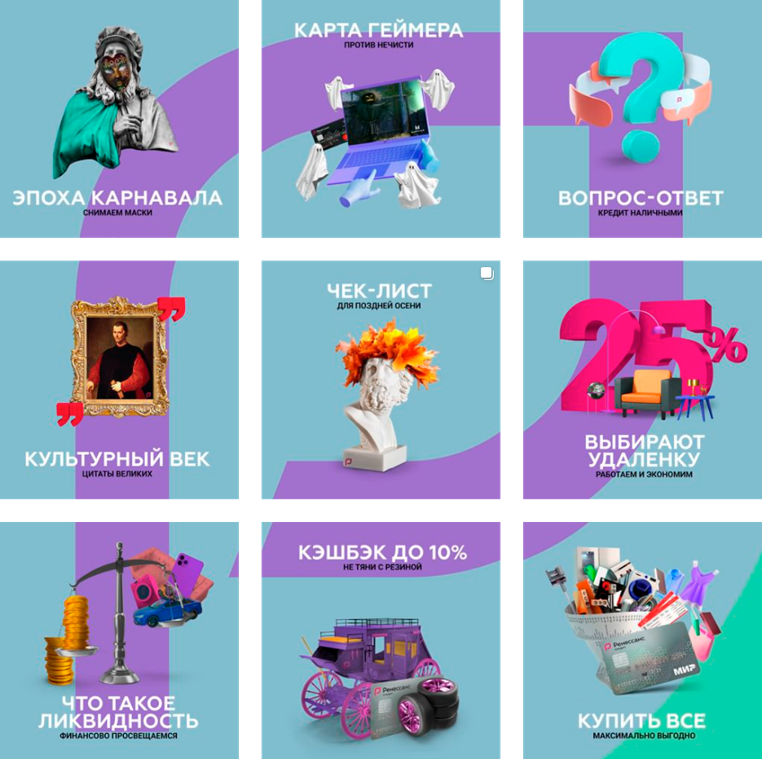 ЭПОХА КАРНАВАЛА
СНИМАЕМ МАСКИ
КАРТА ГЕЙМЕРА
ПРОТИВ НЕЧИСТИ
ВОПРОС-ОТВЕТ
КРЕДИТ НАЛИЧНЫМИ
КУЛЬТУРНЫЙ ВЕК
ЦИТАТЫ ВЕЛИКИХ
ЧЕК-ЛИСТ
ДЛЯ ПОЗДНЕЙ ОСЕНИ
25%
ВЫБИРАЮТ
УДАЛЕНКУ
РАБОТАЕМ И ЭКОНОМИМ
ЧТО ТАКОЕ
ЛИКВИДНОСТЬ
ФИНАНСОВО ПРОСВЕЩАЕМСЯ
КЭШБЭК ДО 10%
НЕ ТЯНИ С РЕЗИНОЙ
Ренессанс
Ренессанс
МИР
КУПИТЬ ВСЕ
МАКСИМАЛЬНО ВЫГОДНО